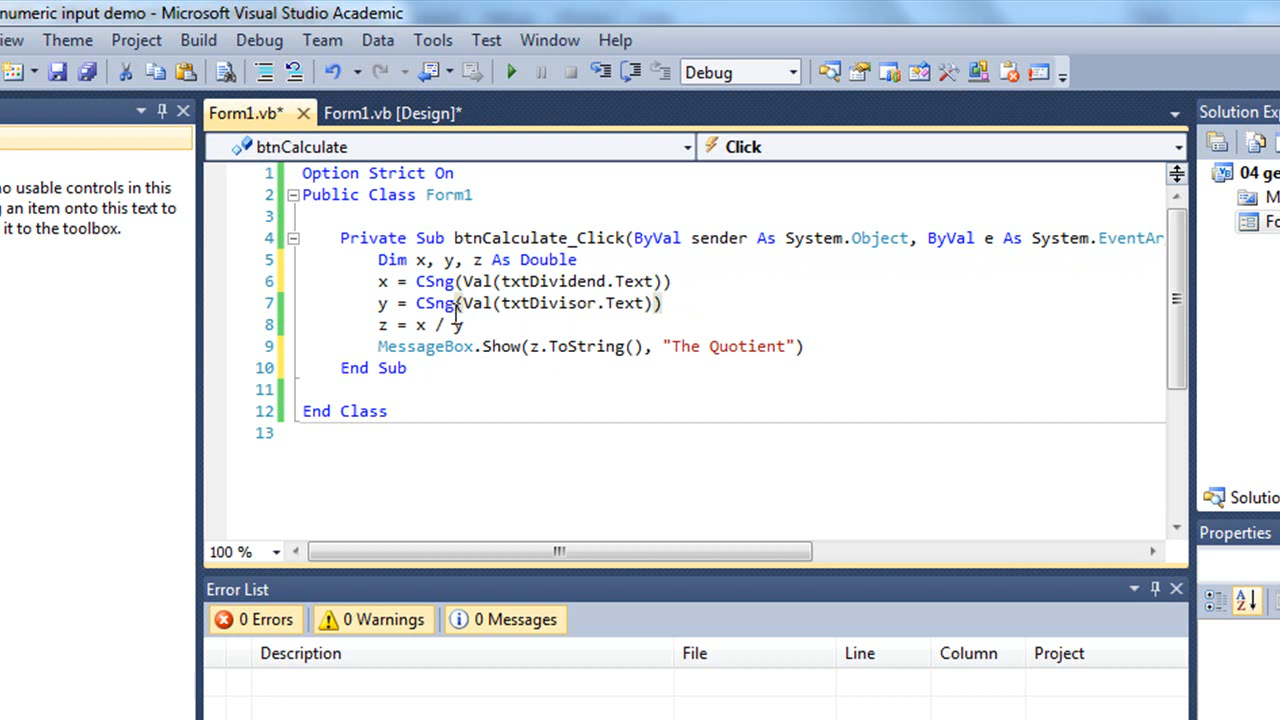 numeric input demo - Microsoft Visual Studio Academic
iew Theme Project Build Debug Team Data Tools Test Window Help
Debug
Form1.vb* Form1.vb [Design]* Solution Exp
btnCalculate Click
04 ge
M
Fo
no usable controls in this
g an item onto this text to
it to the toolbox.
1 Option Strict On
2 Public Class Form1
3
4 Private Sub btnCalculate_Click(ByVal sender As System.Object, ByVal e As System.EventAr
5 Dim x, y, z As Double
6 x = CSng(Val(txtDividend.Text))
7 y = CSng(Val(txtDivisor.Text))
8 z = x / y
9 MessageBox.Show(z.ToString(), "The Quotient")
10 End Sub
11
12 End Class
13
100 %
Solutio
Properties
Error List
0 Errors 0 Warnings 0 Messages
Description File Line Column Project